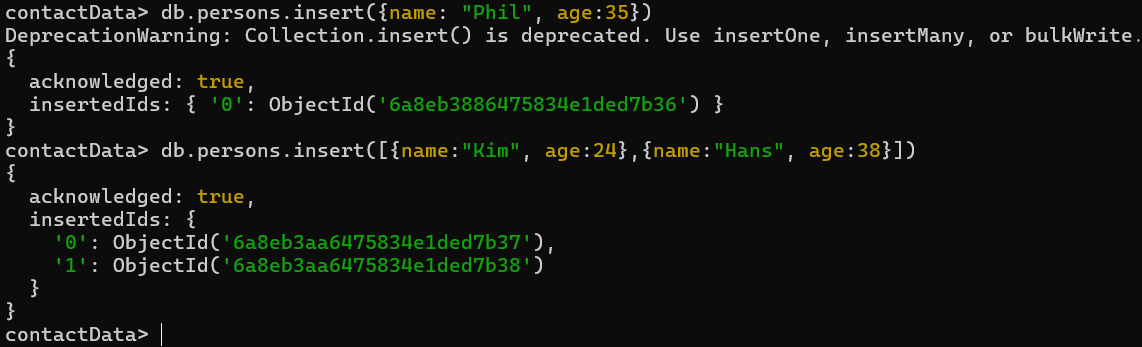 contactData> db.persons.insert({name: "Phil", age:35})
DeprecationWarning: Collection.insert() is deprecated. Use insertOne, insertMany, or bulkWrite.
{
  acknowledged: true,
  insertedIds: { '0': ObjectId('6a8eb3886475834e1ded7b36') }
}
contactData> db.persons.insert([{name:"Kim", age:24},{name:"Hans", age:38}])
{
  acknowledged: true,
  insertedIds: {
    '0': ObjectId('6a8eb3aa6475834e1ded7b37'),
    '1': ObjectId('6a8eb3aa6475834e1ded7b38')
  }
}
contactData>